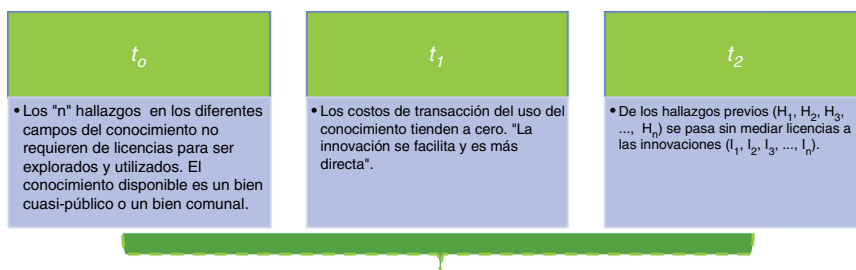 t₀
• Los "n" hallazgos en los diferentes
campos del conocimiento no
requieren de licencias para ser
explorados y utilizados. El
conocimiento disponible es un bien
cuasi-público o un bien comunal.
t₁
• Los costos de transacción del uso del
conocimiento tienden a cero. "La
innovación se facilita y es más
directa".
t₂
• De los hallazgos previos (H₁, H₂, H₃,
..., Hₙ) se pasa sin mediar licencias a
las innovaciones (I₁, I₂, I₃, ..., Iₙ).